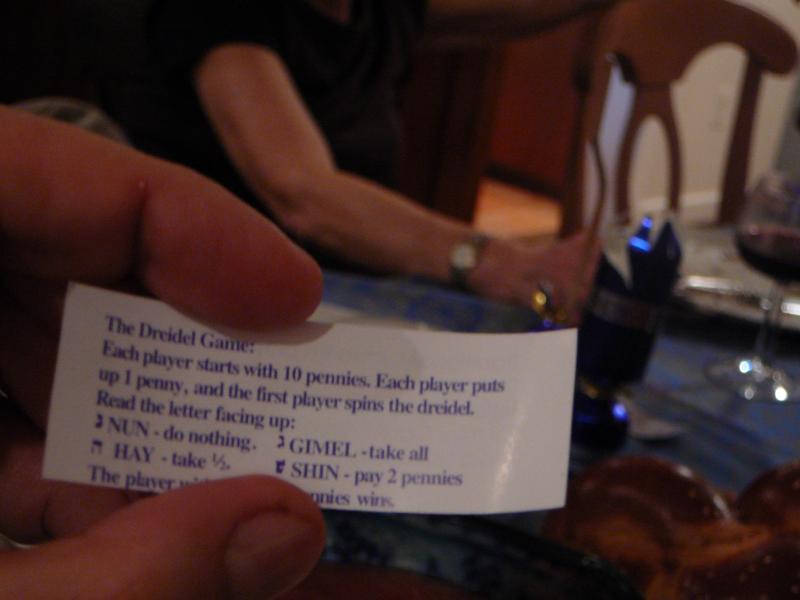 The Dreidel Game:
Each player starts with 10 pennies. Each player puts
up 1 penny, and the first player spins the dreidel.
Read the letter facing up:
נ NUN - do nothing. ג GIMEL - take all
ה HAY - take ½. ש SHIN - pay 2 pennies
The player wins.